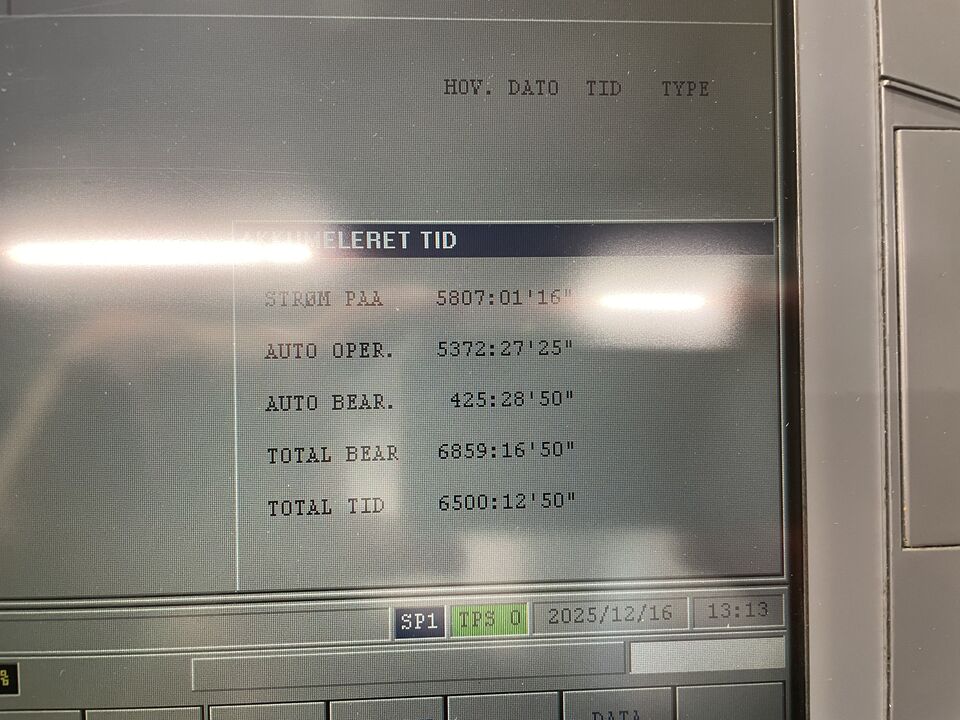 HOV. DATO TID TYPE
AKKUMELERET TID
STRØM PAA 5807:01'16"
AUTO OPER. 5372:27'25"
AUTO BEAR. 425:28'50"
TOTAL BEAR 6859:16'50"
TOTAL TID 6500:12'50"
SP1 TPS 0 2025/12/16 13:13
DATA